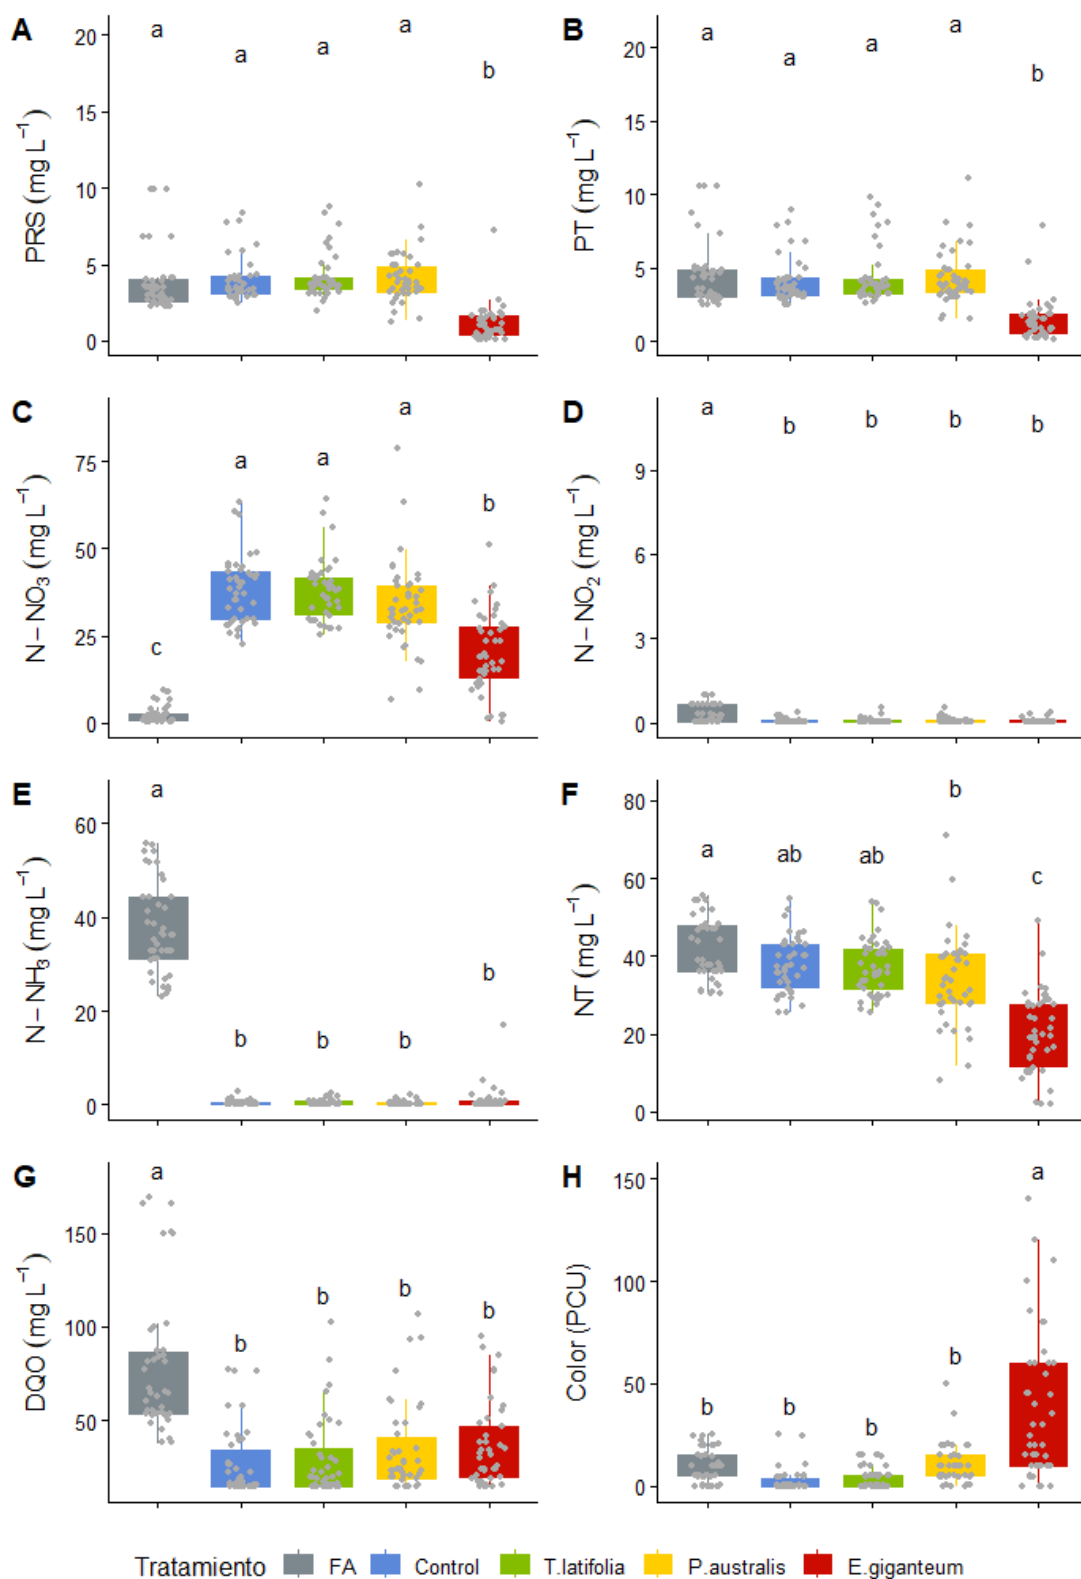 A
PRS (mg L−1)
20
15
10
5
0
a
a
a
a
b
B
PT (mg L−1)
20
15
10
5
0
a
a
a
a
b
C
N−NO3 (mg L−1)
75
50
25
0
c
a
a
a
b
D
N−NO2 (mg L−1)
9
6
3
0
a
b
b
b
b
E
N−NH3 (mg L−1)
60
40
20
0
a
b
b
b
b
F
NT (mg L−1)
80
60
40
20
0
a
ab
ab
b
c
G
DQO (mg L−1)
150
100
50
a
b
b
b
b
H
Color (PCU)
150
100
50
0
b
b
b
b
a
Tratamiento FA Control T.latifolia P.australis E.giganteum